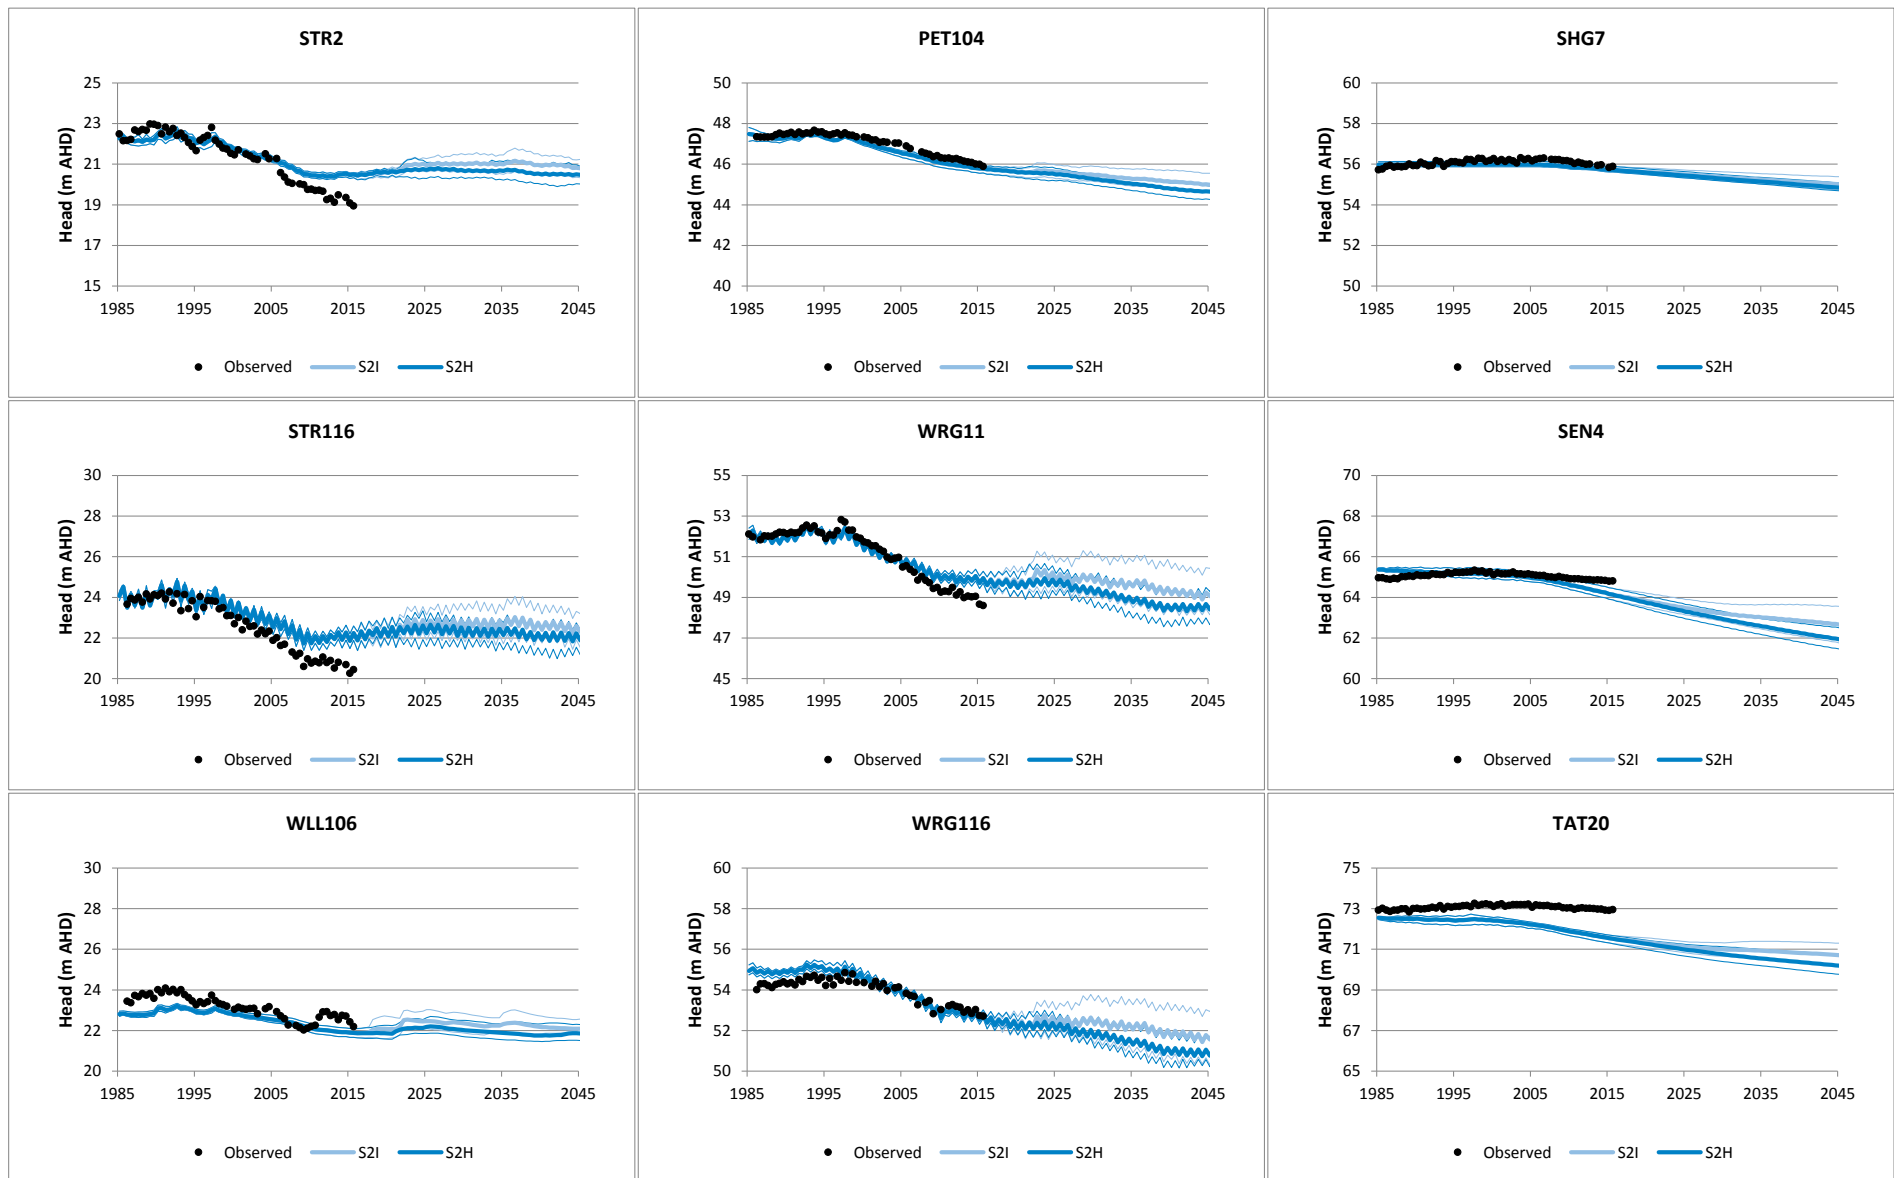 STR2
Head (m AHD)
25
23
21
19
17
15
1985 1995 2005 2015 2025 2035 2045
Observed S2I S2H
PET104
Head (m AHD)
50
48
46
44
42
40
1985 1995 2005 2015 2025 2035 2045
Observed S2I S2H
SHG7
Head (m AHD)
60
58
56
54
52
50
1985 1995 2005 2015 2025 2035 2045
Observed S2I S2H
STR116
Head (m AHD)
30
28
26
24
22
20
1985 1995 2005 2015 2025 2035 2045
Observed S2I S2H
WRG11
Head (m AHD)
55
53
51
49
47
45
1985 1995 2005 2015 2025 2035 2045
Observed S2I S2H
SEN4
Head (m AHD)
70
68
66
64
62
60
1985 1995 2005 2015 2025 2035 2045
Observed S2I S2H
WLL106
Head (m AHD)
30
28
26
24
22
20
1985 1995 2005 2015 2025 2035 2045
Observed S2I S2H
WRG116
Head (m AHD)
60
58
56
54
52
50
1985 1995 2005 2015 2025 2035 2045
Observed S2I S2H
TAT20
Head (m AHD)
75
73
71
69
67
65
1985 1995 2005 2015 2025 2035 2045
Observed S2I S2H